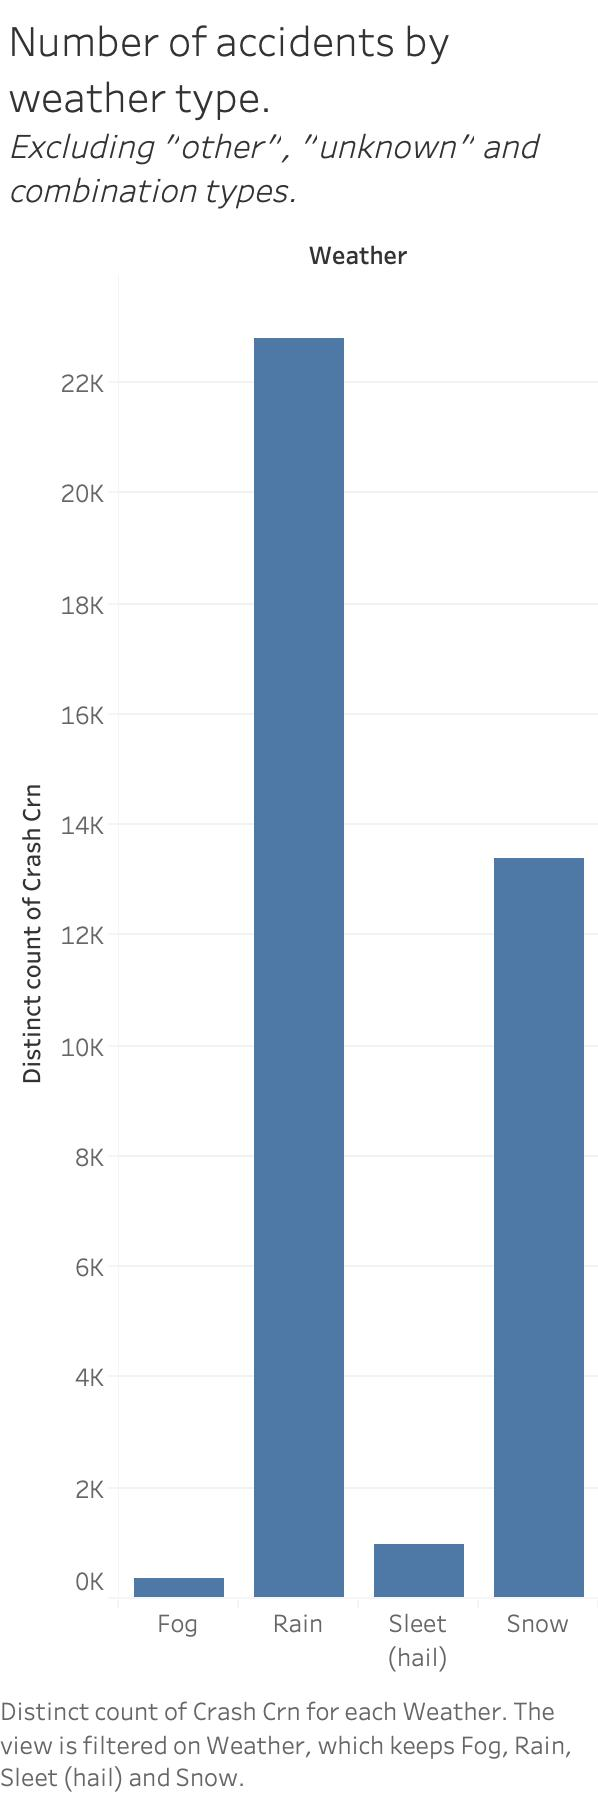 Number of accidents by
weather type.
Excluding "other", "unknown" and
combination types.
Weather
22K
20K
18K
16K
14K
12K
10K
8K
6K
4K
2K
0K
Distinct count of Crash Crn
Fog
Rain
Sleet
(hail)
Snow
Distinct count of Crash Crn for each Weather. The
view is filtered on Weather, which keeps Fog, Rain,
Sleet (hail) and Snow.